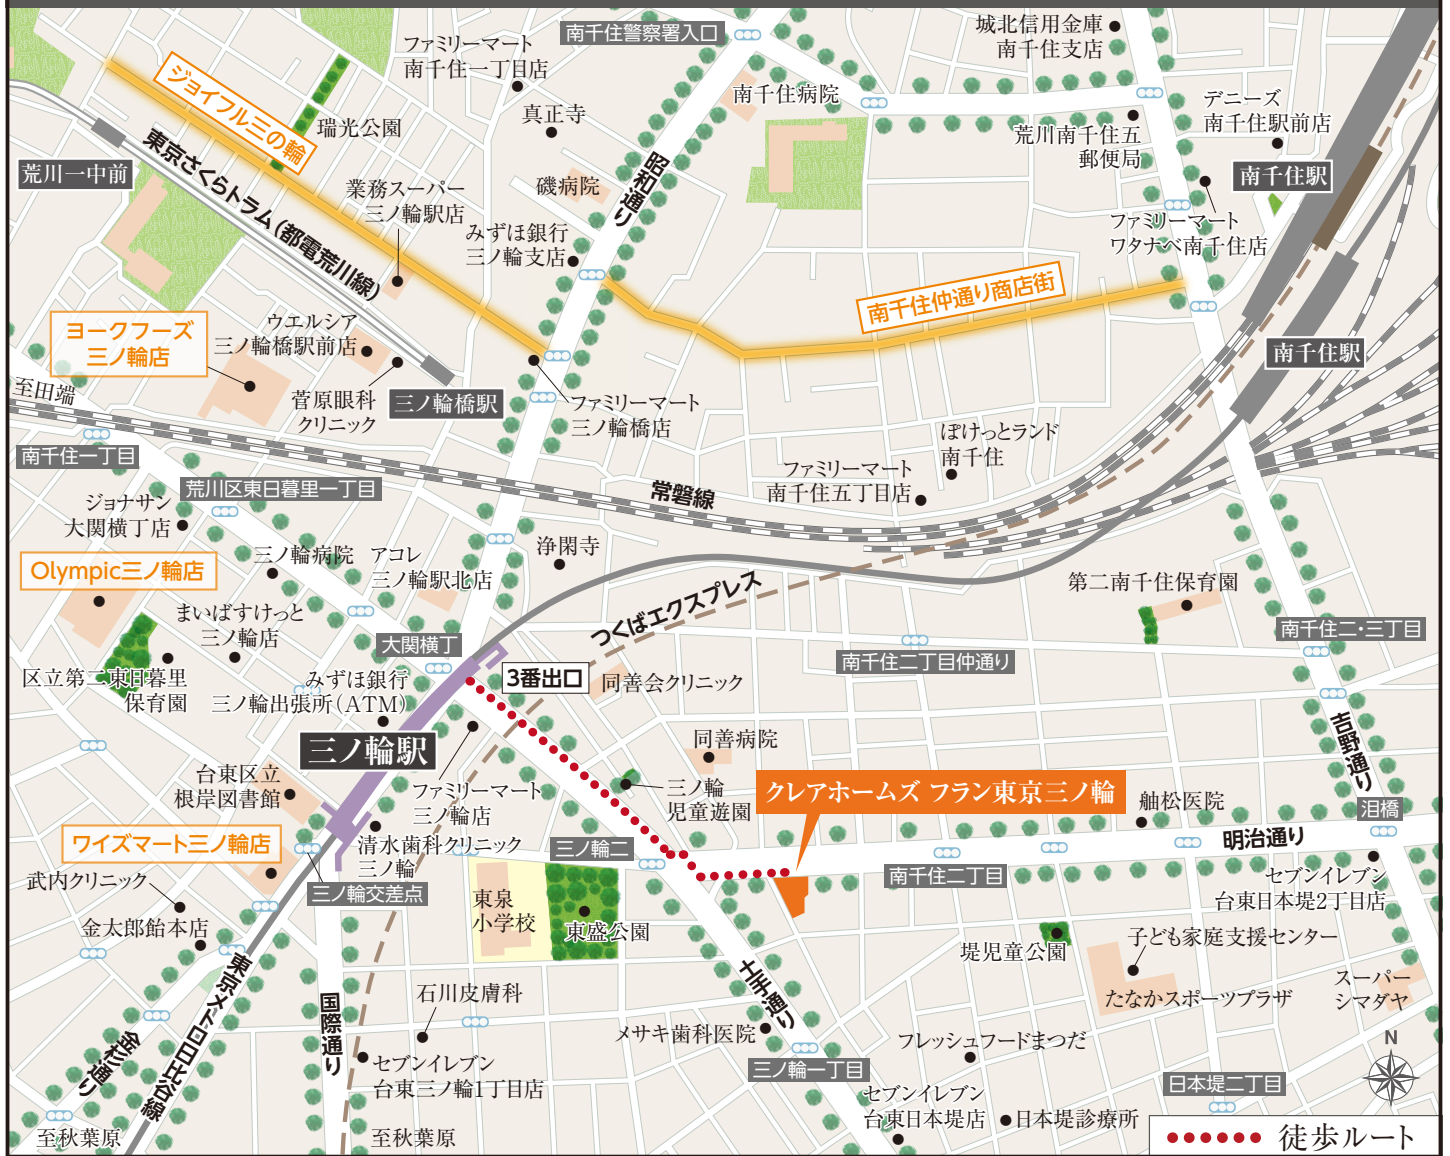 南千住警察署入口
城北信用金庫
南千住支店
ファミリーマート
南千住一丁目店
ジョイフル三の輪
瑞光公園
真正寺
南千住病院
デニーズ
南千住駅前店
荒川南千住五
郵便局
南千住駅
荒川一中前
東京さくらトラム(都電荒川線)
業務スーパー
三ノ輪駅店
磯病院
昭和通り
みずほ銀行
三ノ輪支店
ファミリーマート
ワタナベ南千住店
南千住仲通り商店街
ヨークフーズ
三ノ輪店
ウエルシア
三ノ輪橋駅前店
南千住駅
至田端
菅原眼科
クリニック
三ノ輪橋駅
ファミリーマート
三ノ輪橋店
ぽけっとランド
南千住
南千住一丁目
荒川区東日暮里一丁目
ファミリーマート
南千住五丁目店
常磐線
ジョナサン
大関横丁店
三ノ輪病院
アコレ
三ノ輪駅北店
浄閑寺
Olympic三ノ輪店
まいばすけっと
三ノ輪店
つくばエクスプレス
第二南千住保育園
大関横丁
南千住二丁目仲通り
南千住二・三丁目
区立第二東日暮里
保育園
みずほ銀行
三ノ輪出張所(ATM)
3番出口
同善会クリニック
三ノ輪駅
同善病院
吉野通り
台東区立
根岸図書館
ファミリーマート
三ノ輪店
三ノ輪
児童遊園
クレアホームズ フラン東京三ノ輪
舳松医院
泪橋
ワイズマート三ノ輪店
清水歯科クリニック
三ノ輪
三ノ輪二
明治通り
武内クリニック
三ノ輪交差点
南千住二丁目
セブンイレブン
台東日本堤2丁目店
金太郎飴本店
東泉
小学校
東盛公園
堤児童公園
子ども家庭支援センター
たなかスポーツプラザ
スーパー
シマダヤ
東京メトロ日比谷線
国際通り
石川皮膚科
土手通り
メサキ歯科医院
フレッシュフードまつだ
金杉通り
セブンイレブン
台東三ノ輪1丁目店
三ノ輪一丁目
日本堤二丁目
N
セブンイレブン
台東日本堤店
日本堤診療所
至秋葉原
至秋葉原
徒歩ルート